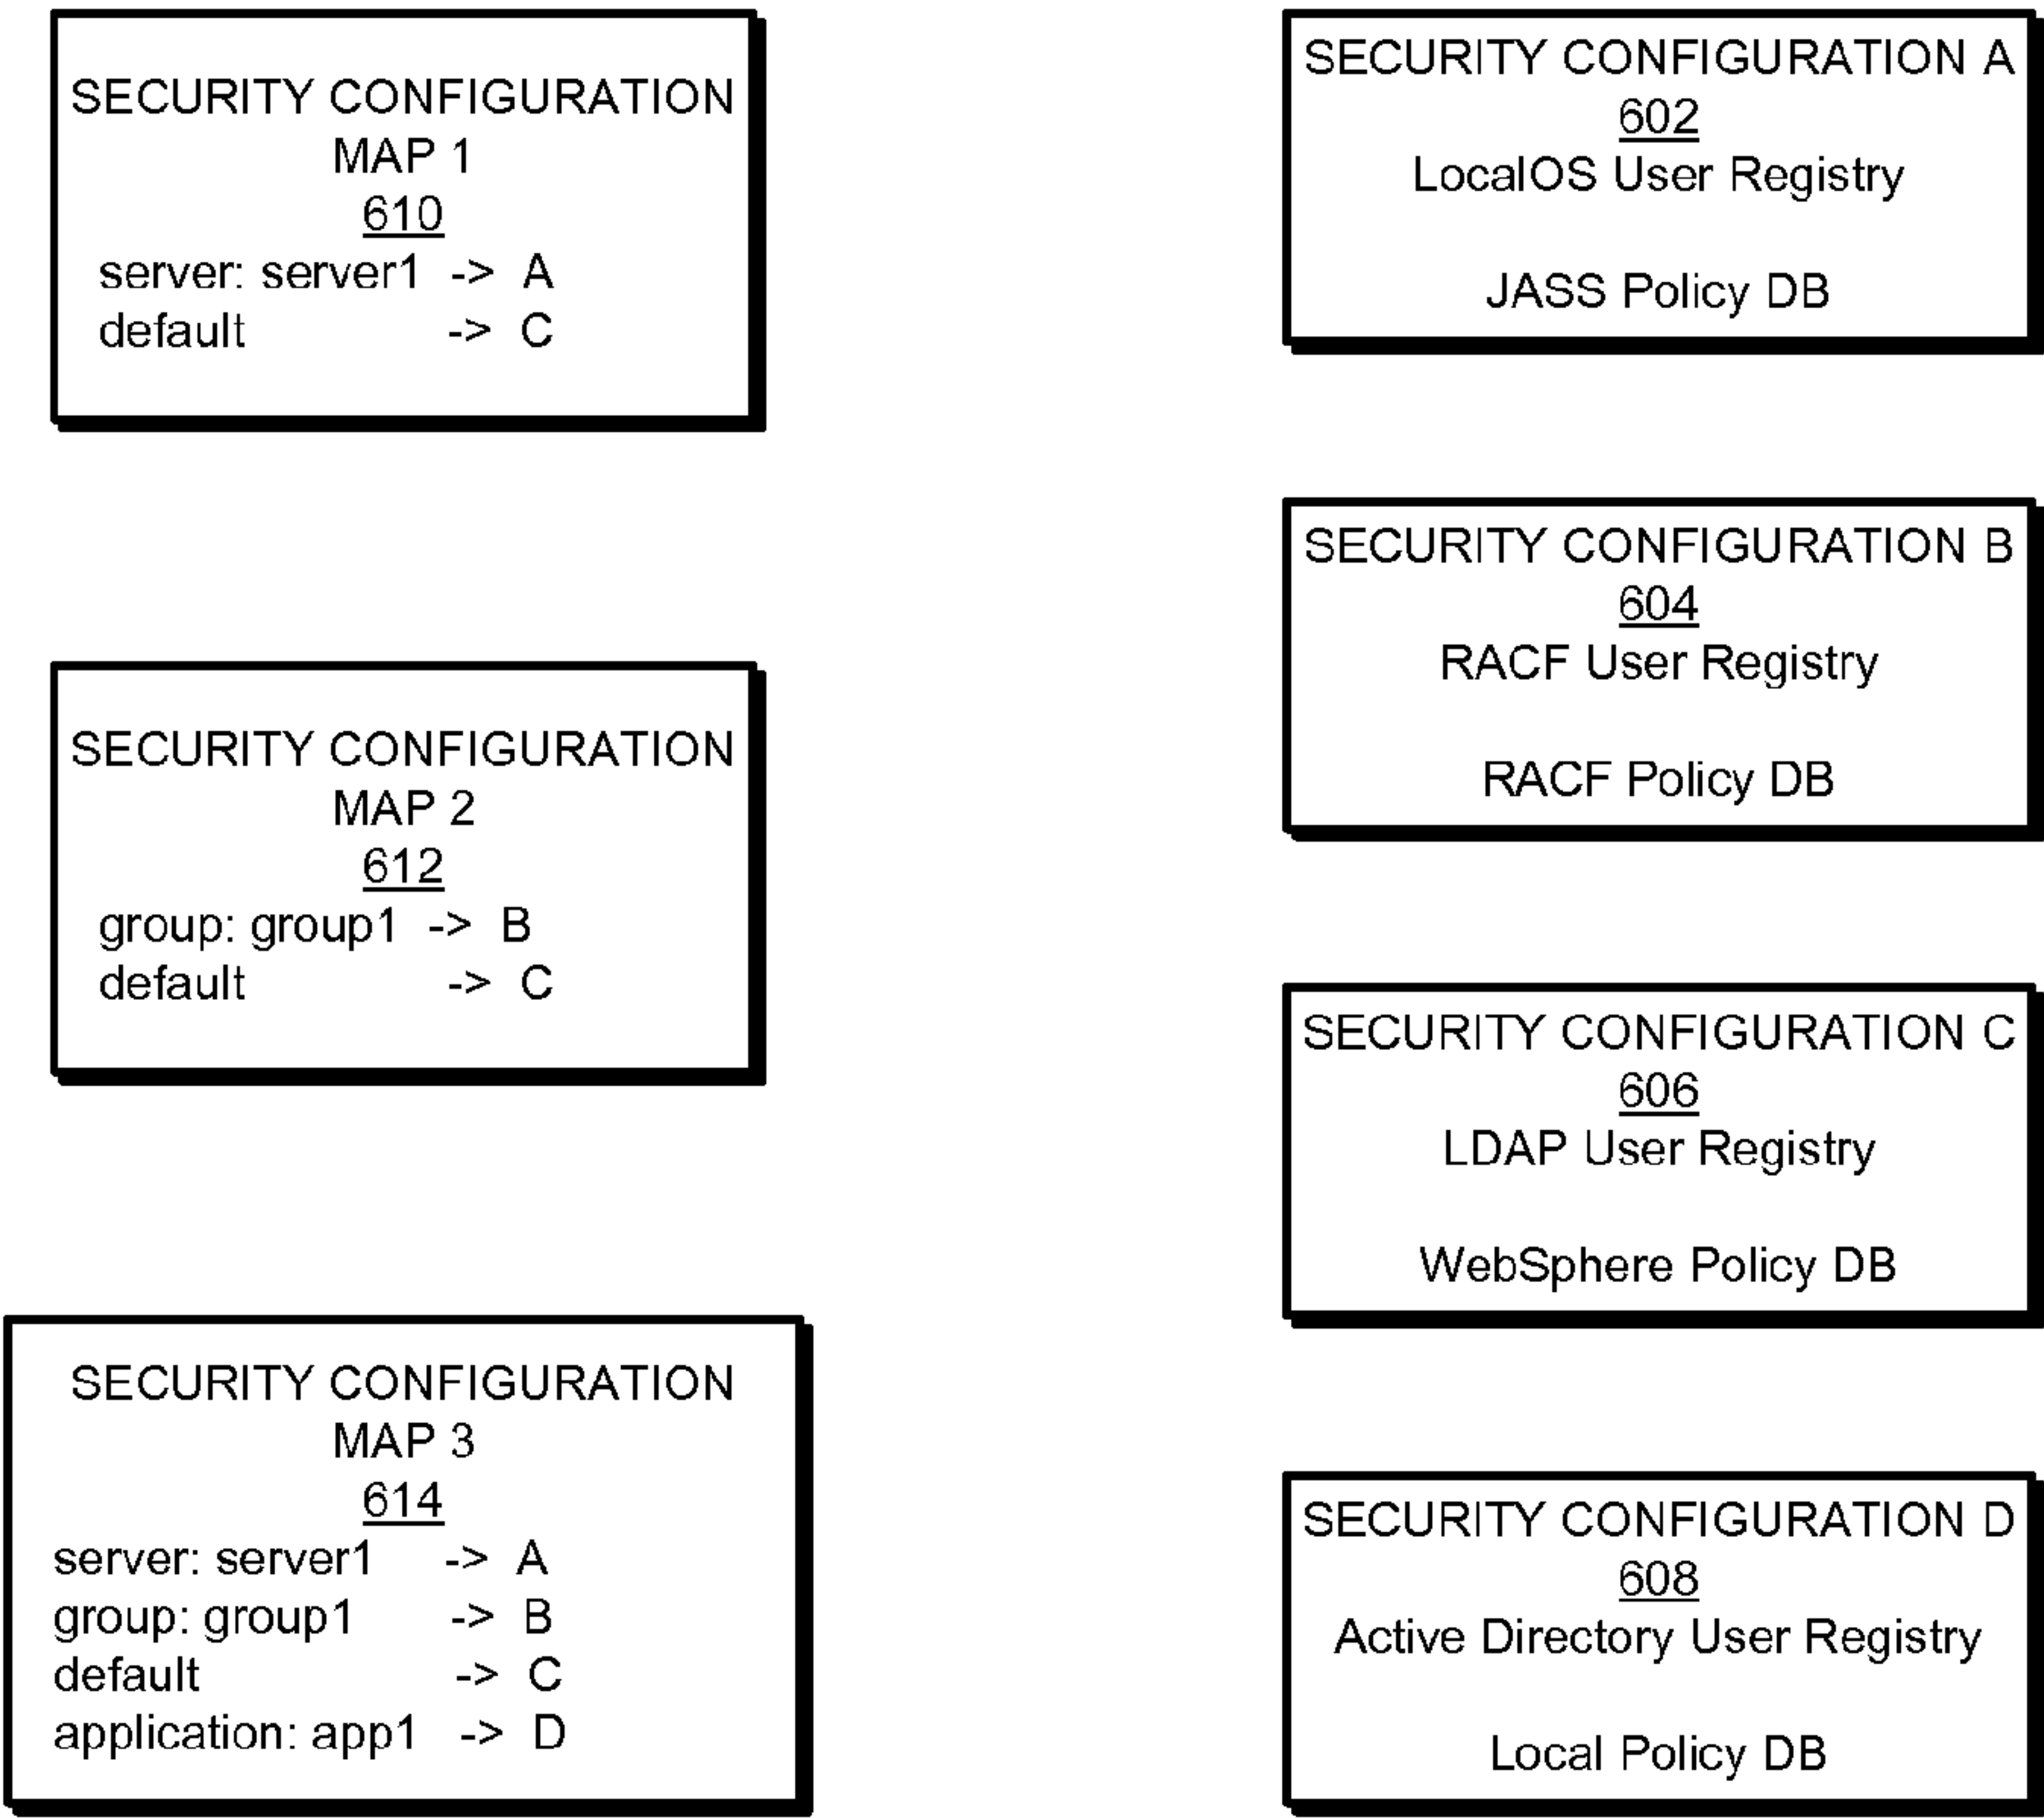 SECURITY CONFIGURATION
MAP 1
610
server: server1 -> A
default -> C
SECURITY CONFIGURATION
MAP 2
612
group: group1 -> B
default -> C
SECURITY CONFIGURATION
MAP 3
614
server: server1 -> A
group: group1 -> B
default -> C
application: app1 -> D
SECURITY CONFIGURATION A
602
LocalOS User Registry
JASS Policy DB
SECURITY CONFIGURATION B
604
RACF User Registry
RACF Policy DB
SECURITY CONFIGURATION C
606
LDAP User Registry
WebSphere Policy DB
SECURITY CONFIGURATION D
608
Active Directory User Registry
Local Policy DB